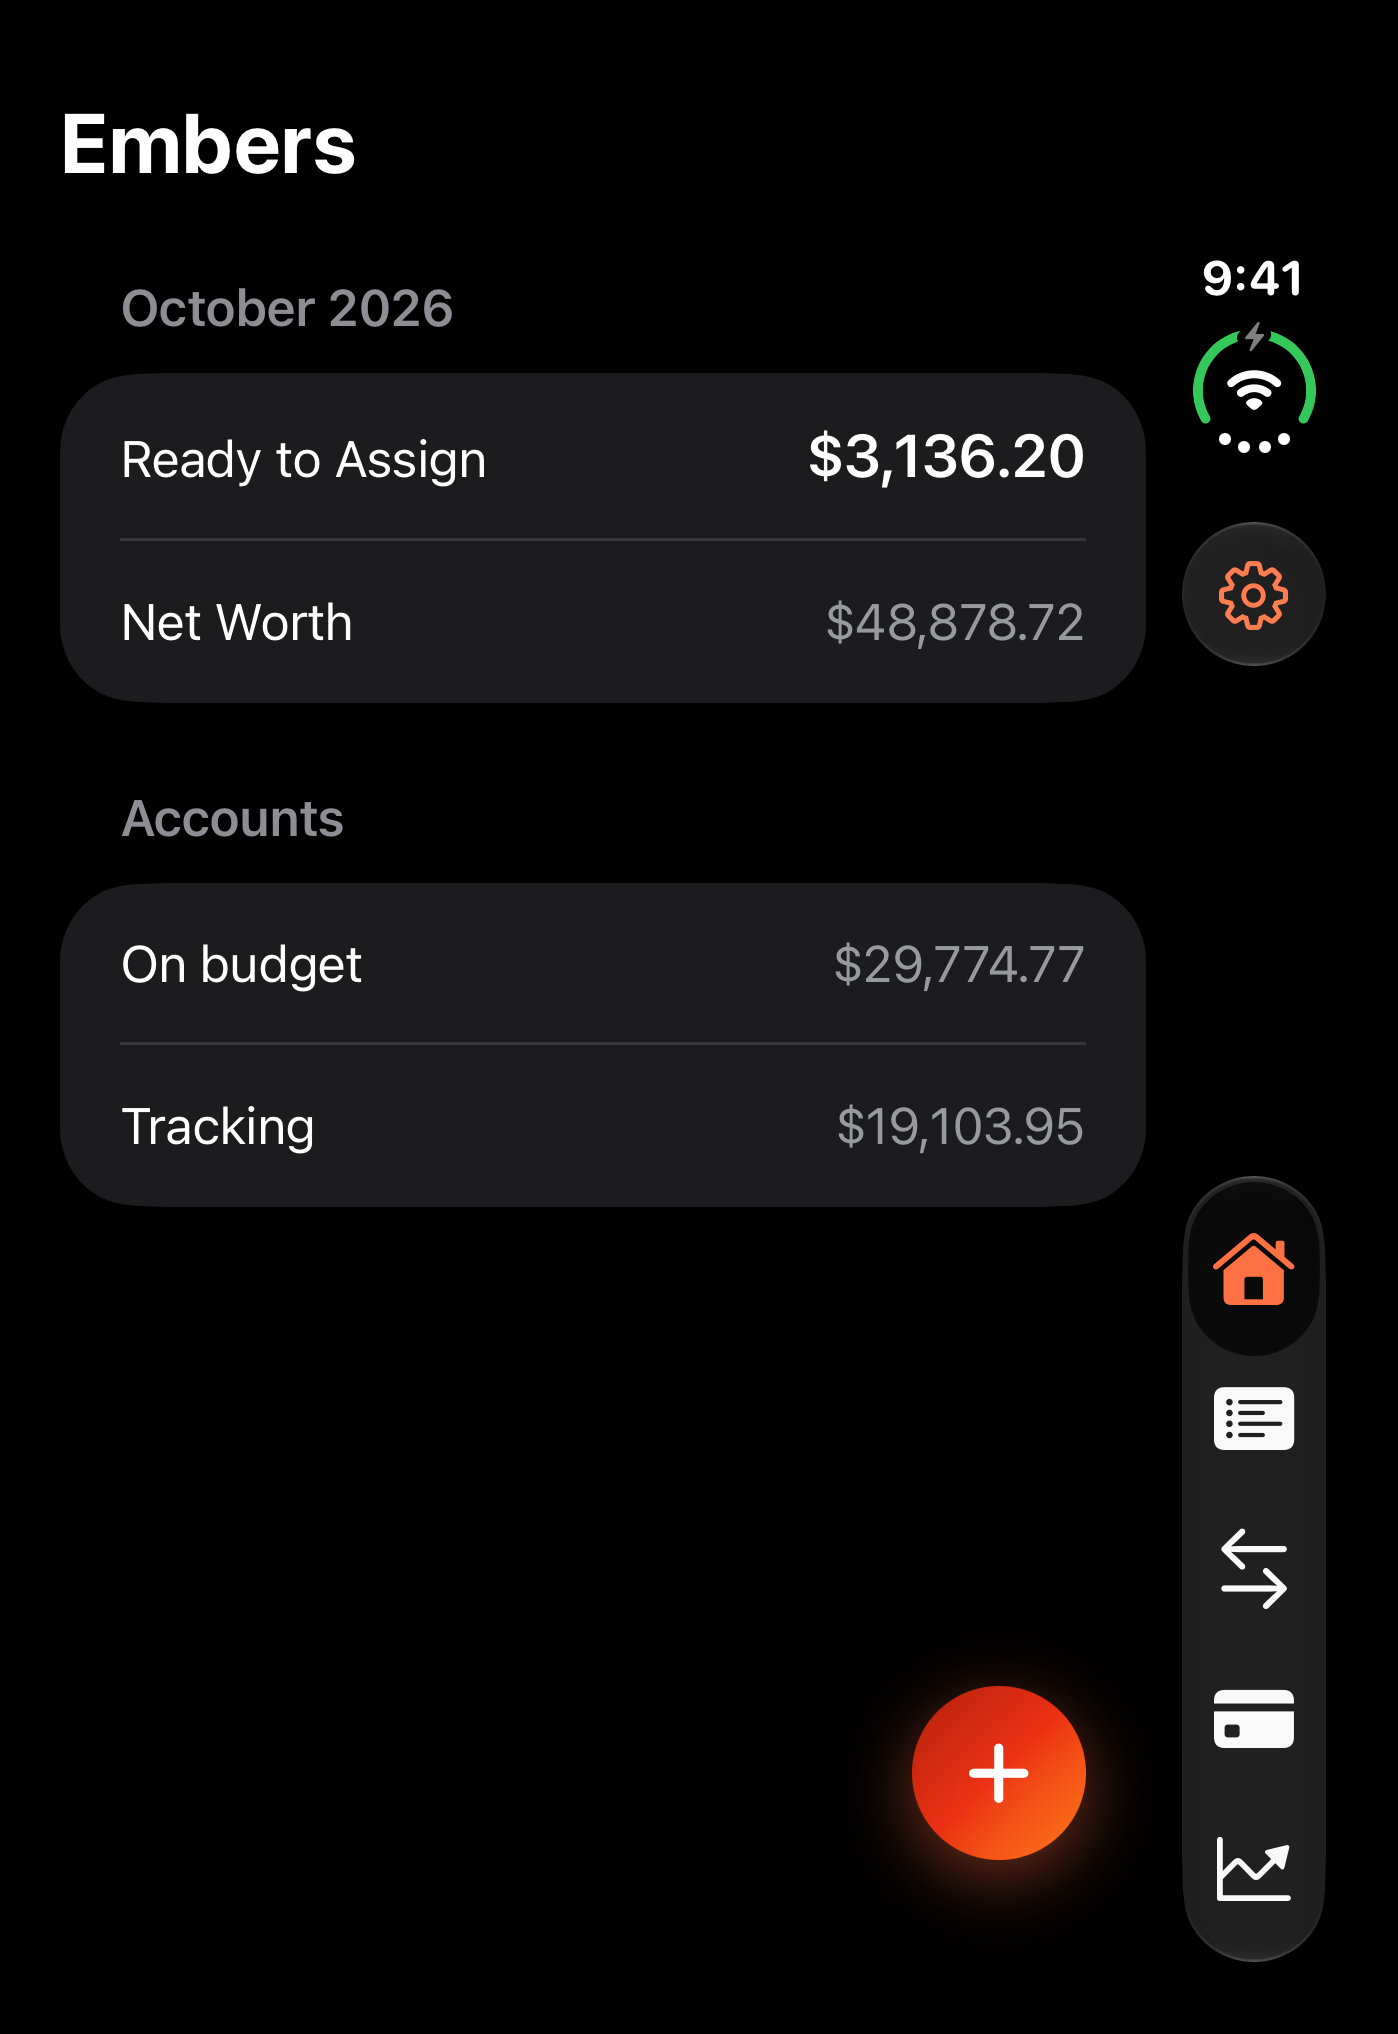 Embers
9:41
October 2026
Ready to Assign $3,136.20
Net Worth $48,878.72
Accounts
On budget $29,774.77
Tracking $19,103.95